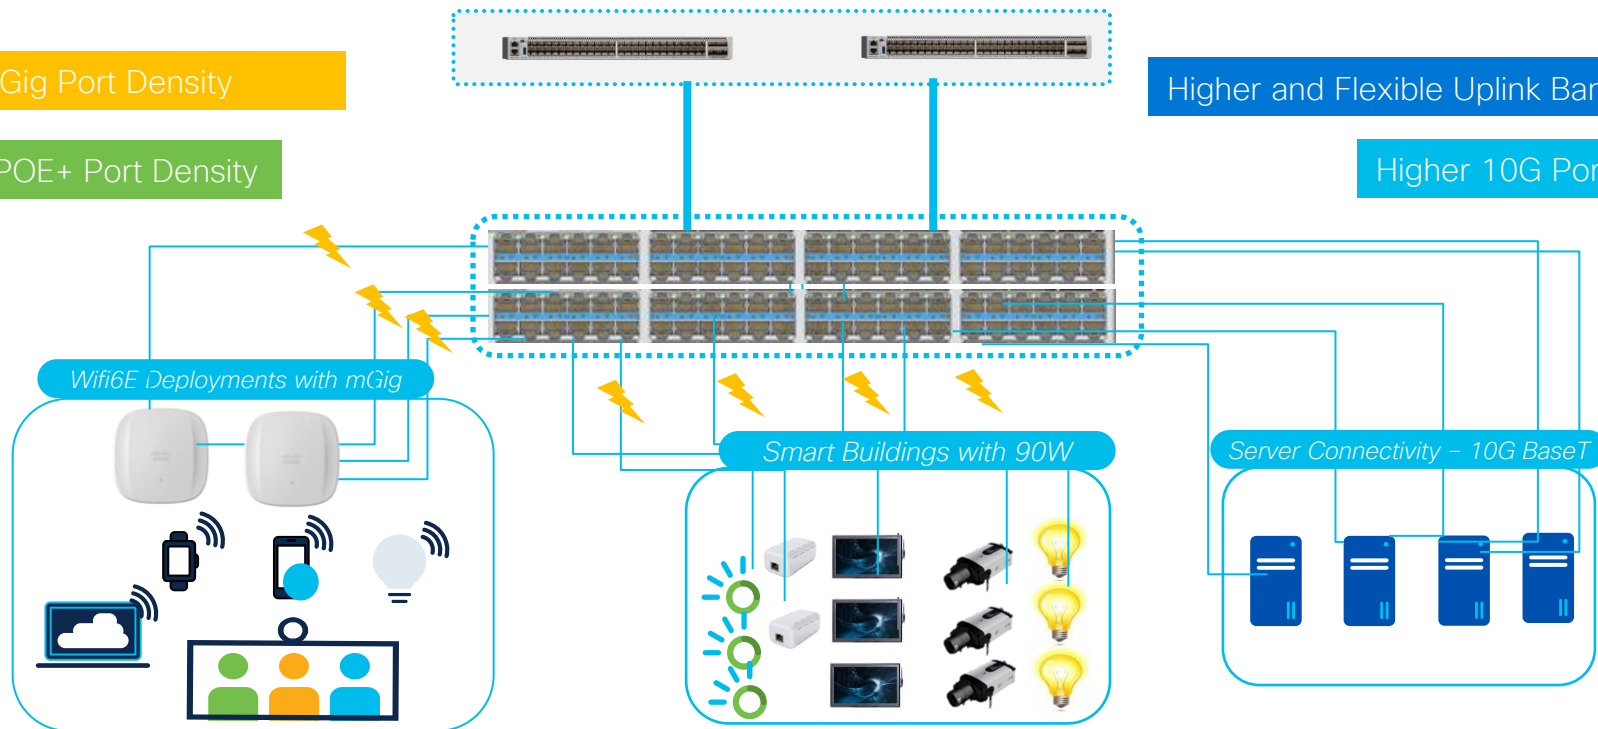 Gig Port Density
Higher and Flexible Uplink Ban
POE+ Port Density
Higher 10G Por
Wifi6E Deployments with mGig
Smart Buildings with 90W
Server Connectivity – 10G BaseT